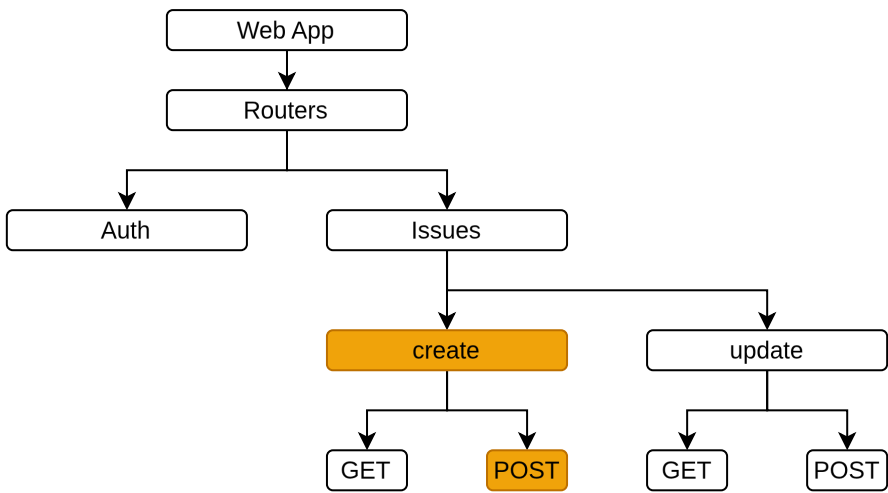 Web App
Routers
Auth
Issues
create
update
GET
POST
GET
POST